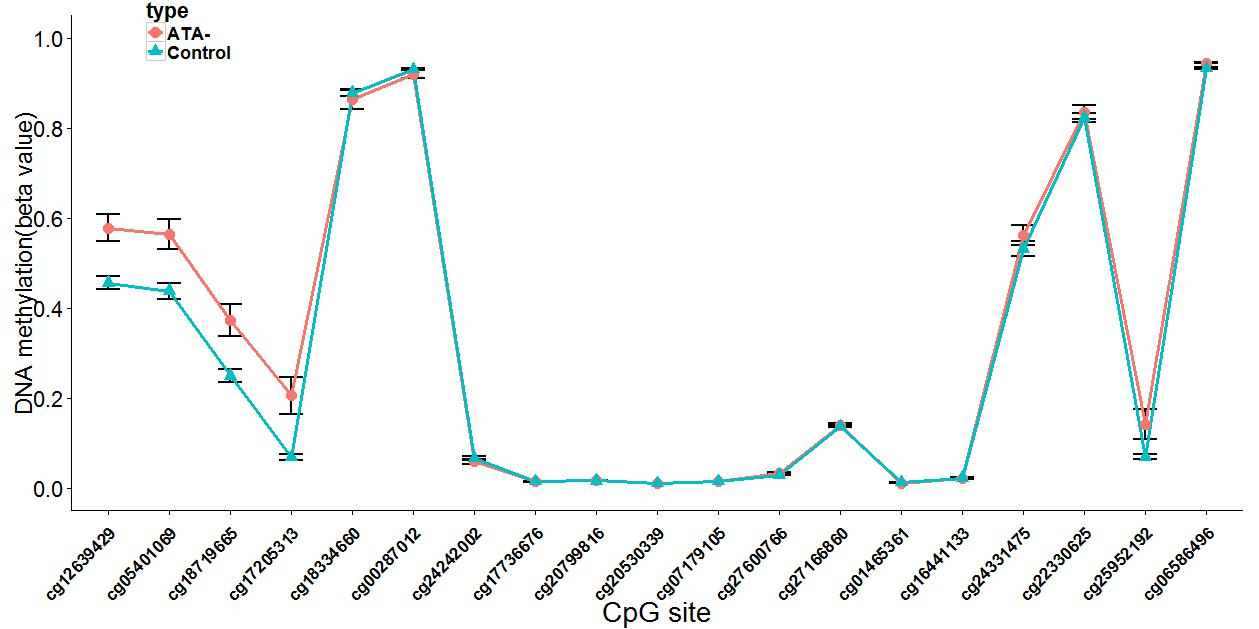 type
ATA-
Control
DNA methylation(beta value)
1.0
0.8
0.6
0.4
0.2
0.0
cg12639429
cg05401069
cg18719665
cg17205313
cg18334660
cg00287012
cg24242002
cg17736676
cg20799816
cg20530339
cg07179105
cg27600766
cg27166860
cg01465361
cg16441133
cg24331475
cg22330625
cg25952192
cg06586496
CpG site